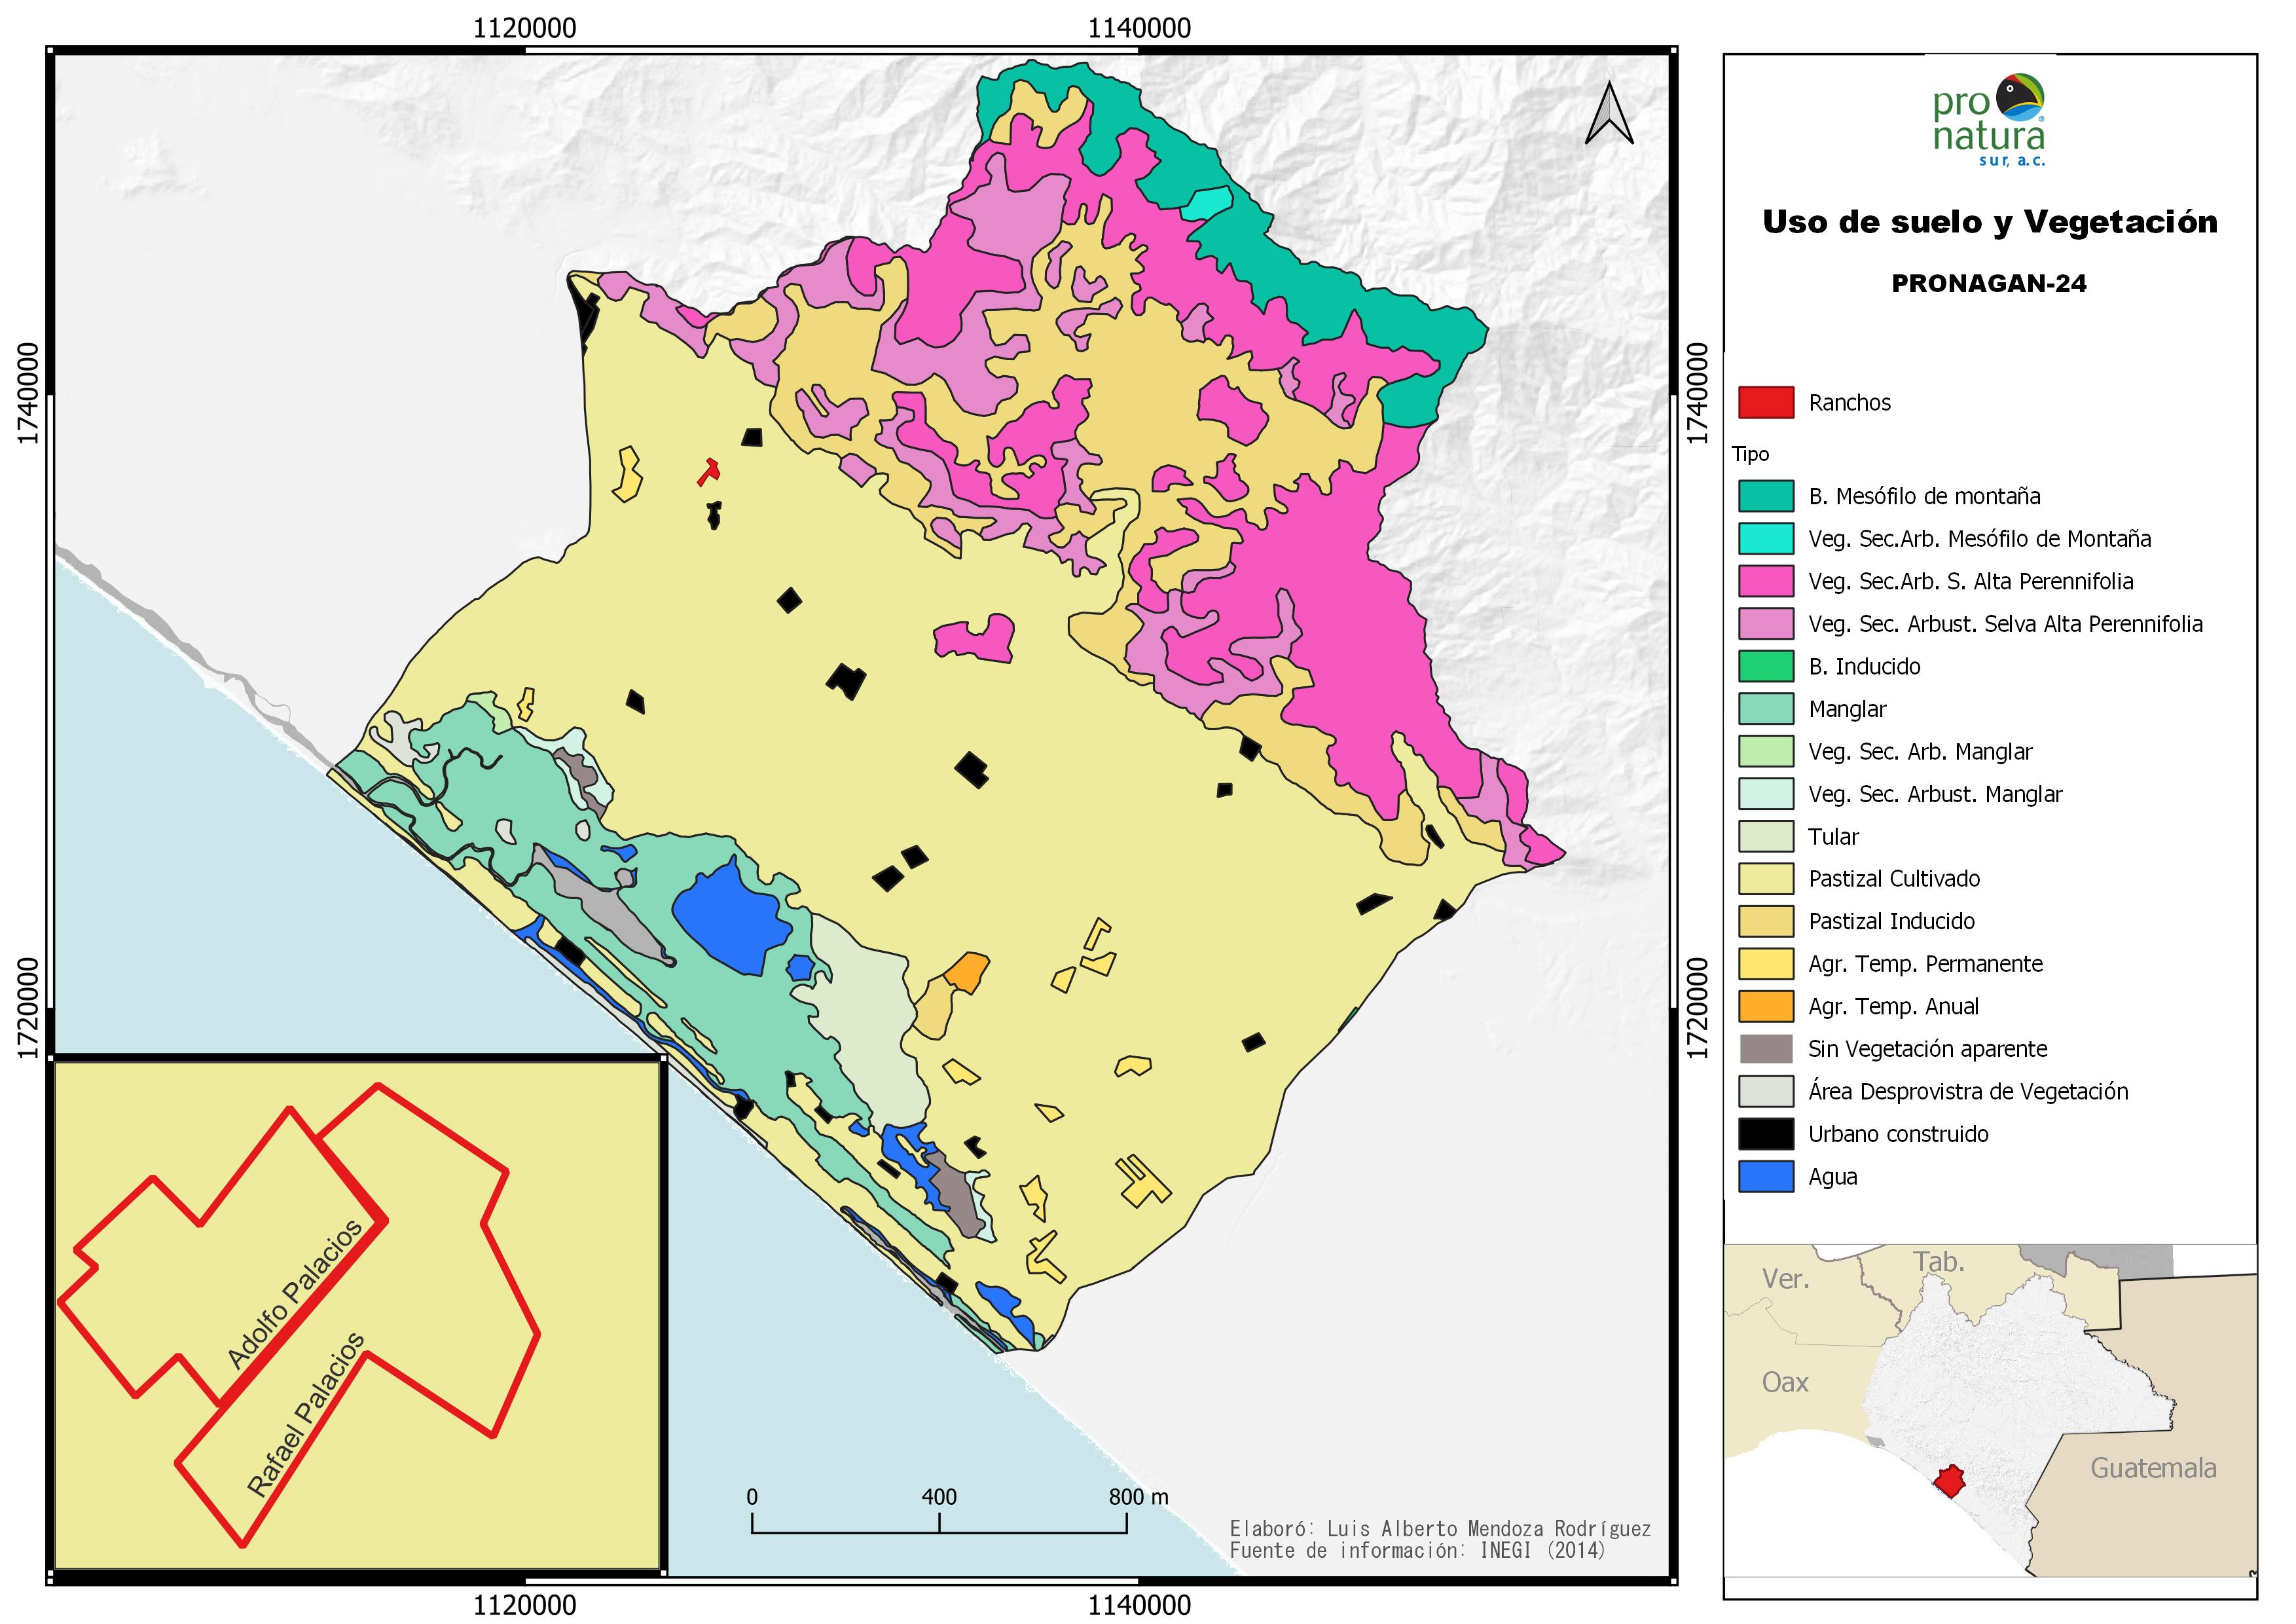 1120000
1140000
1740000
1740000
1720000
1720000
1120000
1140000
Adolfo Palacios
Rafael Palacios
0
400
800 m
Elaboró: Luis Alberto Mendoza Rodríguez
Fuente de información: INEGI (2014)
pro
natura
sur, a.c.
Uso de suelo y Vegetación
PRONAGAN-24
Ranchos
Tipo
B. Mesófilo de montaña
Veg. Sec.Arb. Mesófilo de Montaña
Veg. Sec.Arb. S. Alta Perennifolia
Veg. Sec. Arbust. Selva Alta Perennifolia
B. Inducido
Manglar
Veg. Sec. Arb. Manglar
Veg. Sec. Arbust. Manglar
Tular
Pastizal Cultivado
Pastizal Inducido
Agr. Temp. Permanente
Agr. Temp. Anual
Sin Vegetación aparente
Área Desprovistra de Vegetación
Urbano construido
Agua
Tab.
Ver.
Oax
Guatemala